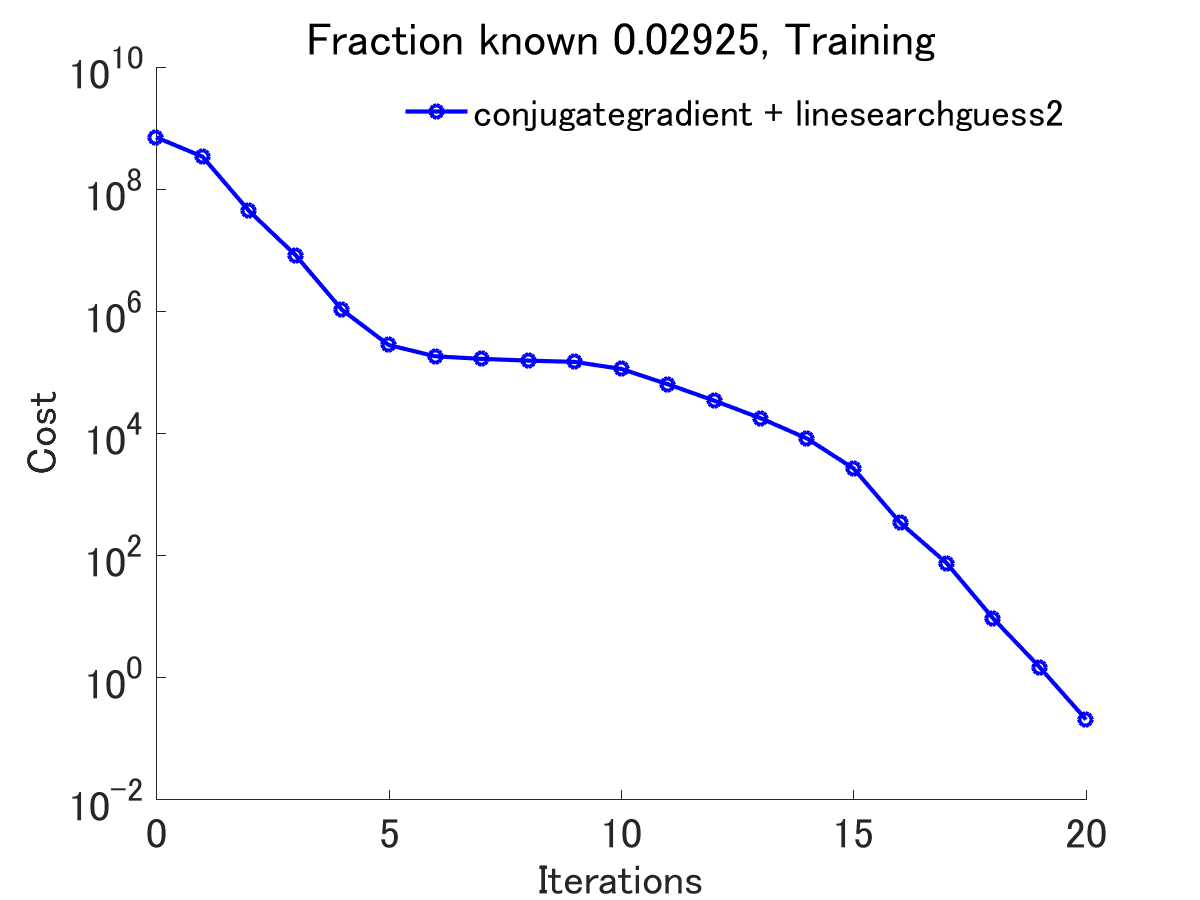 Fraction known 0.02925, Training
conjugategradient + linesearchguess2
10^10
10^8
10^6
10^4
10^2
10^0
10^-2
Cost
0 5 10 15 20
Iterations